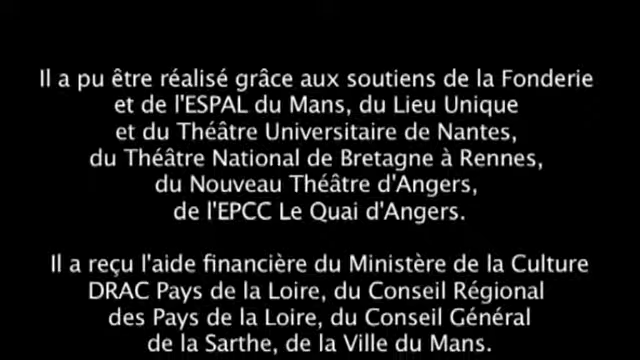 Il a pu être réalisé grâce aux soutiens de la Fonderie
et de l'ESPAL du Mans, du Lieu Unique
et du Théâtre Universitaire de Nantes,
du Théâtre National de Bretagne à Rennes,
du Nouveau Théâtre d'Angers,
de l'EPCC Le Quai d'Angers.
Il a reçu l'aide financière du Ministère de la Culture
DRAC Pays de la Loire, du Conseil Régional
des Pays de la Loire, du Conseil Général
de la Sarthe, de la Ville du Mans.